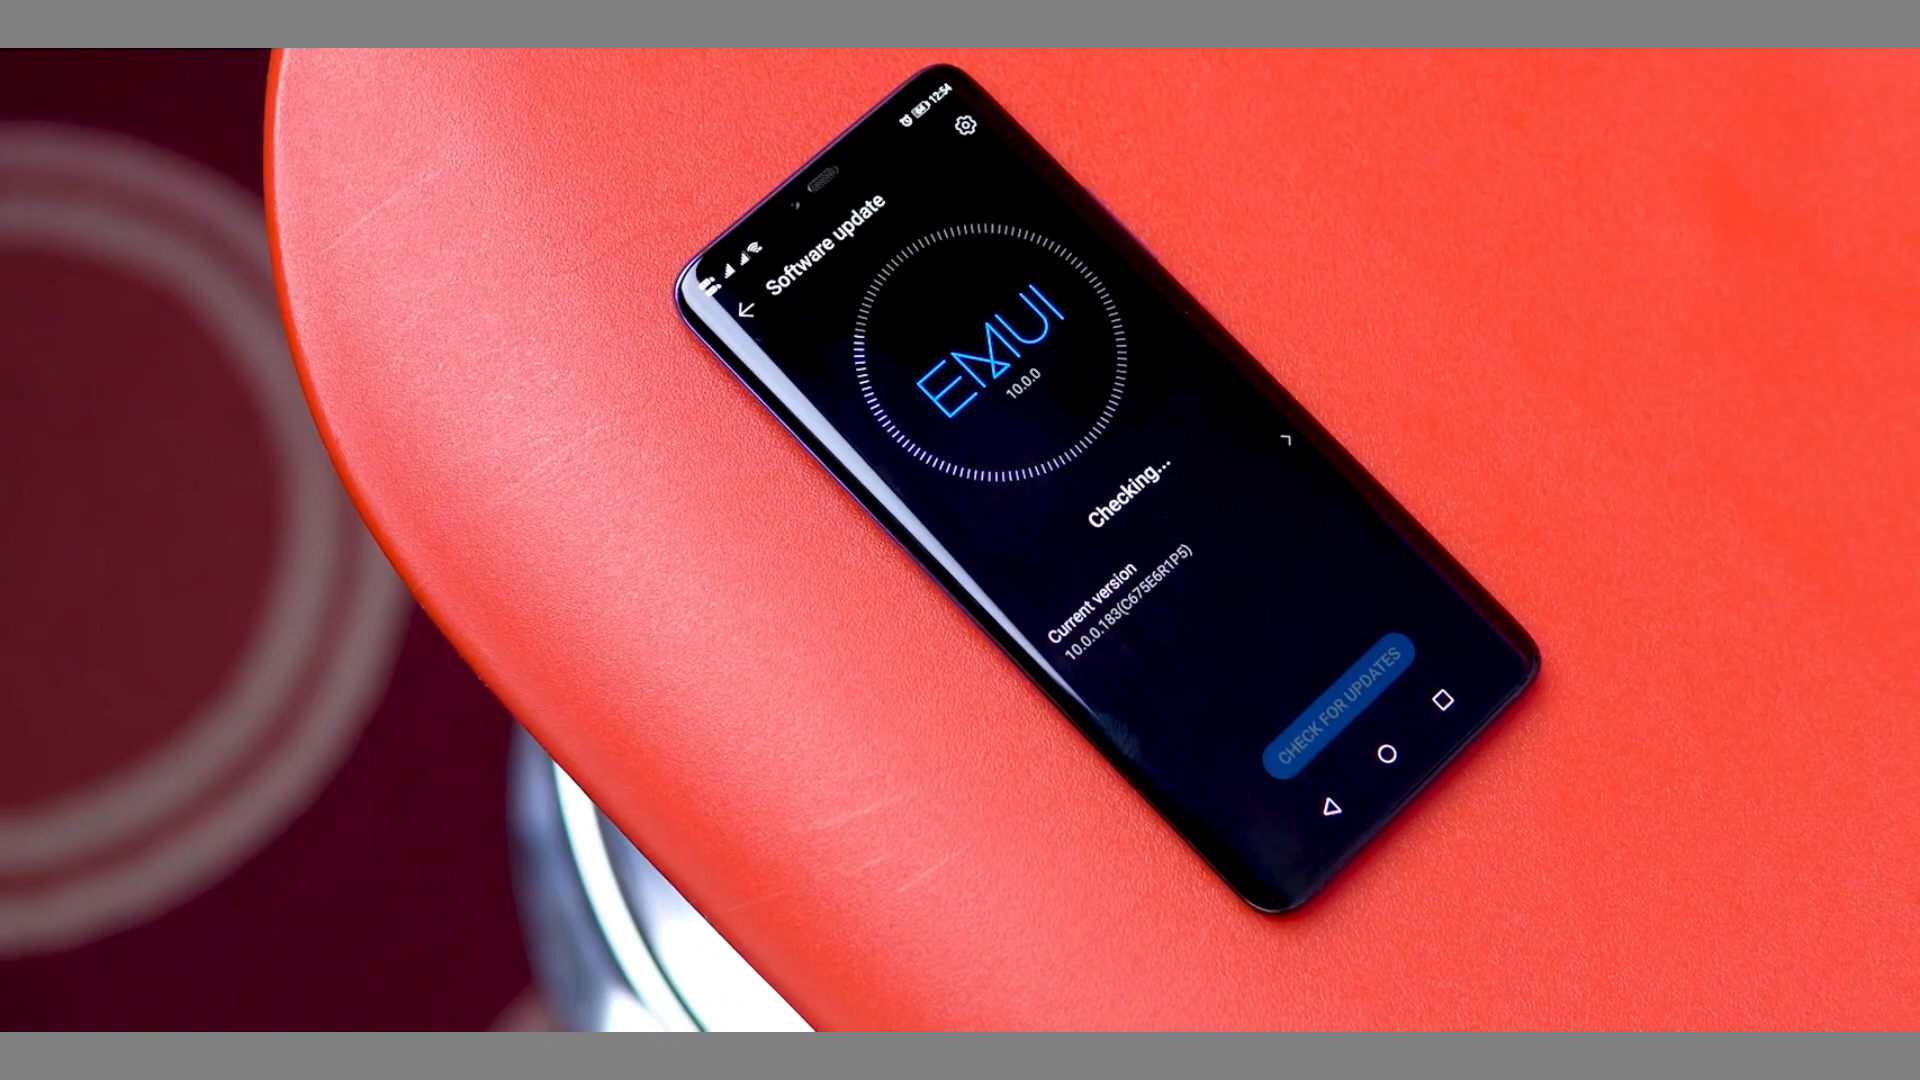 64 12:54
Software update
EMUI
10.0.0
Checking...
Current version
10.0.0.183(C675E6R1P5)
CHECK FOR UPDATES